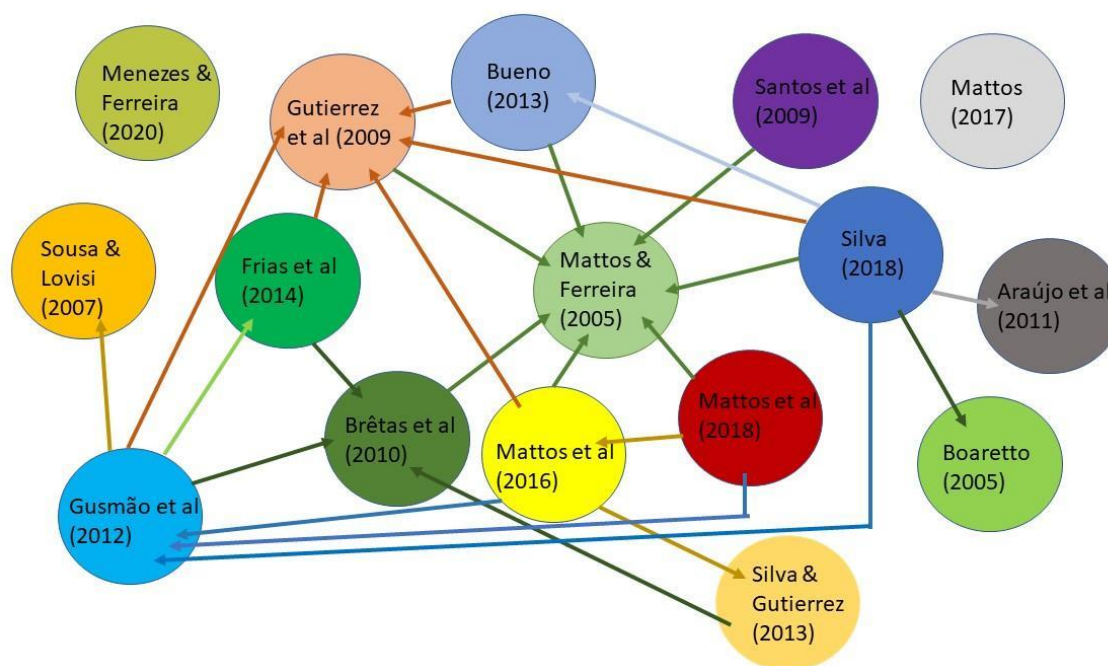 Menezes &
Ferreira
(2020)
Gutierrez
et al (2009
Bueno
(2013)
Santos et al
(2009)
Mattos
(2017)
Sousa &
Lovisi
(2007)
Frias et al
(2014)
Mattos &
Ferreira
(2005)
Silva
(2018)
Araújo et al
(2011)
Brêtas et al
(2010)
Mattos et al
(2016)
Mattos et al
(2018)
Boaretto
(2005)
Gusmão et al
(2012)
Silva &
Gutierrez
(2013)